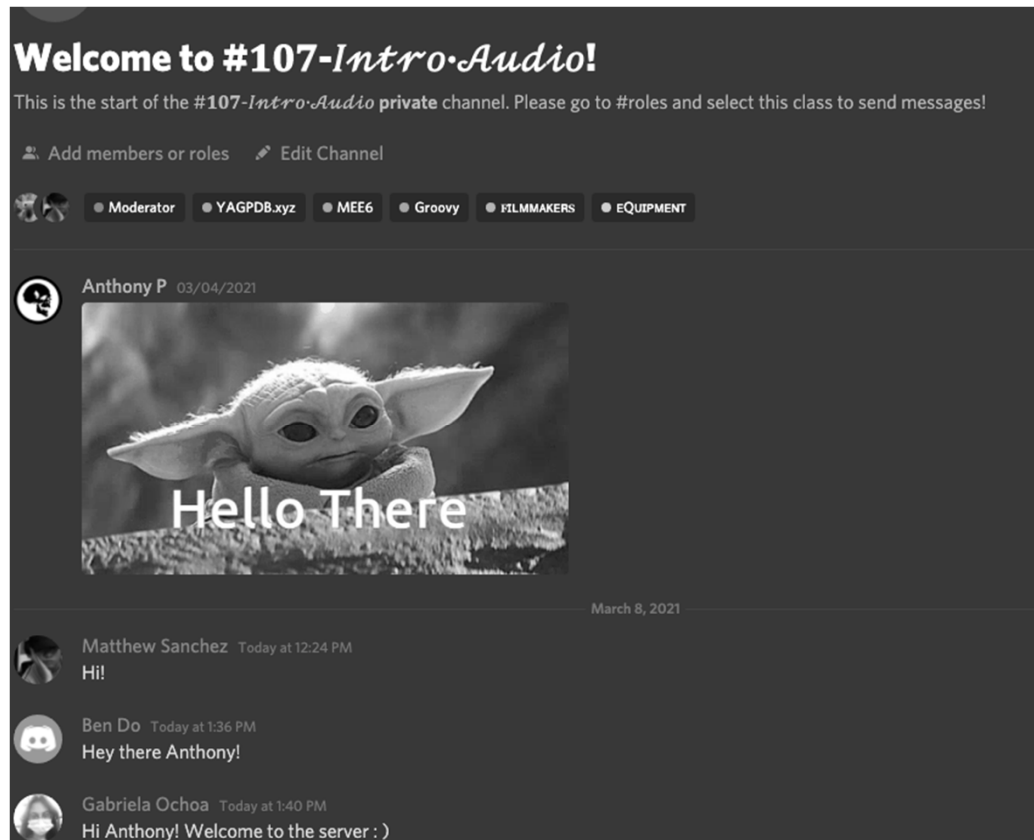 Welcome to #107-𝐼𝓃𝓉𝓇𝑜·𝒜𝓊𝒹𝒾𝑜!
This is the start of the #107-𝐼𝓃𝓉𝓇𝑜·𝒜𝓊𝒹𝒾𝑜 private channel. Please go to #roles and select this class to send messages!
Add members or roles Edit Channel
Moderator YAGPDB.xyz MEE6 Groovy FILMMAKERS EQUIPMENT
Anthony P 03/04/2021
Hello There
March 8, 2021
Matthew Sanchez Today at 12:24 PM
Hi!
Ben Do Today at 1:36 PM
Hey there Anthony!
Gabriela Ochoa Today at 1:40 PM
Hi Anthony! Welcome to the server : )